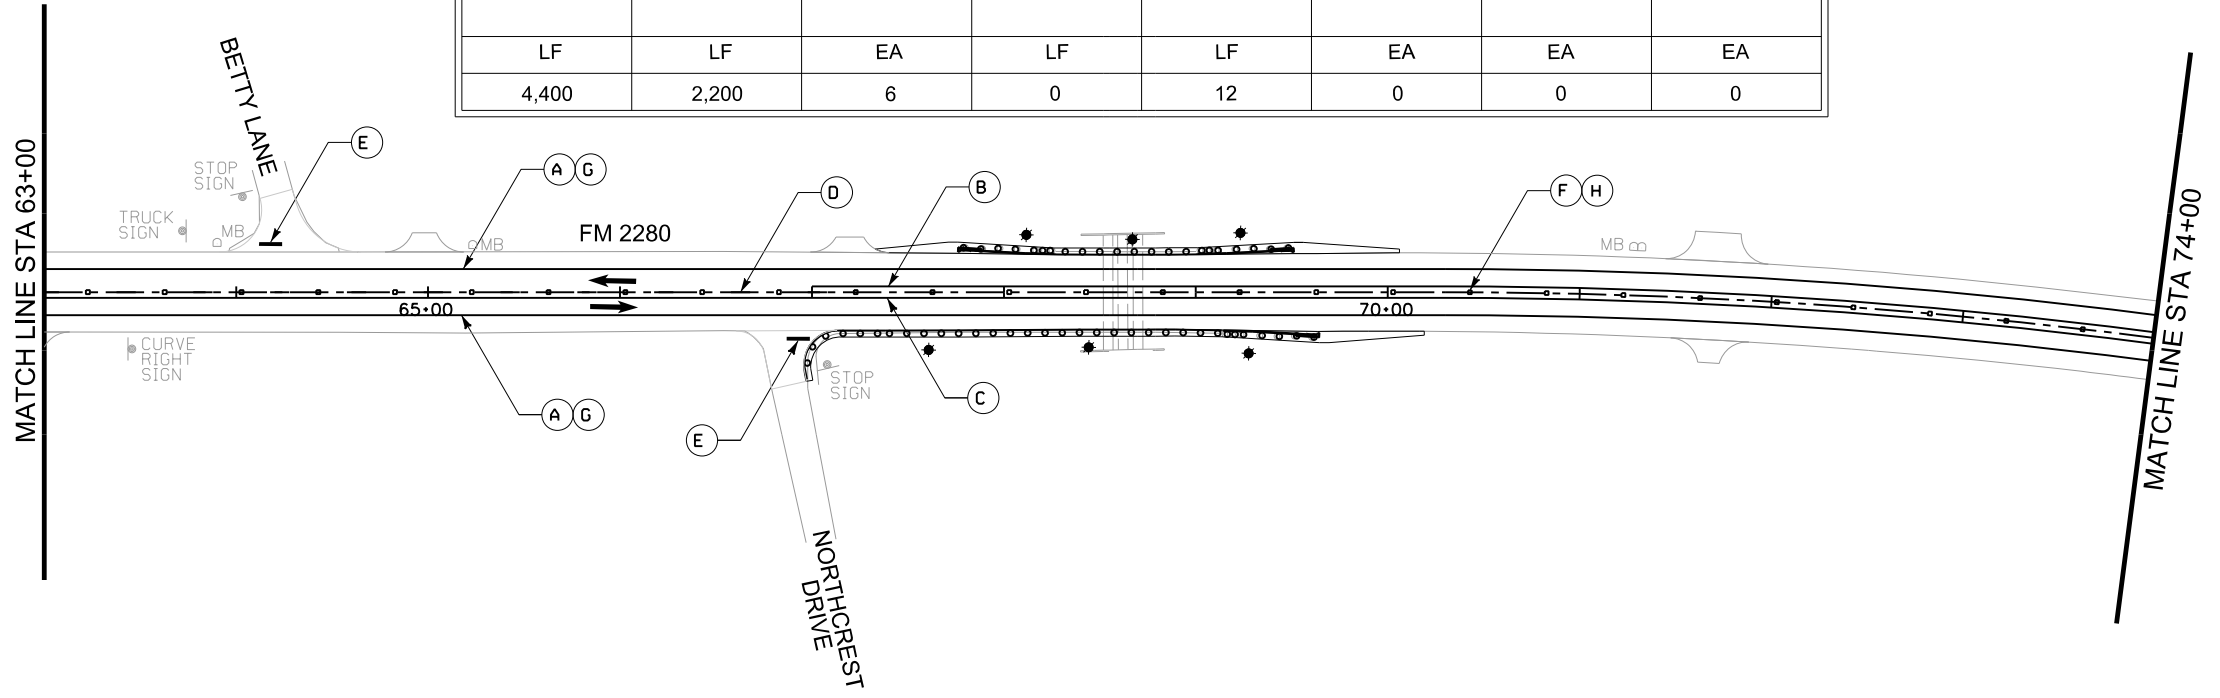 LF LF EA LF LF EA EA EA
4,400 2,200 6 0 12 0 0 0
MATCH LINE STA 63+00
BETTY LANE
E
STOP
SIGN
TRUCK
SIGN
MB
MB
A G
FM 2280
D
B
F H
MB
MATCH LINE STA 74+00
65+00
70+00
CURVE
RIGHT
SIGN
A G
E
STOP
SIGN
C
NORTHCREST
DRIVE